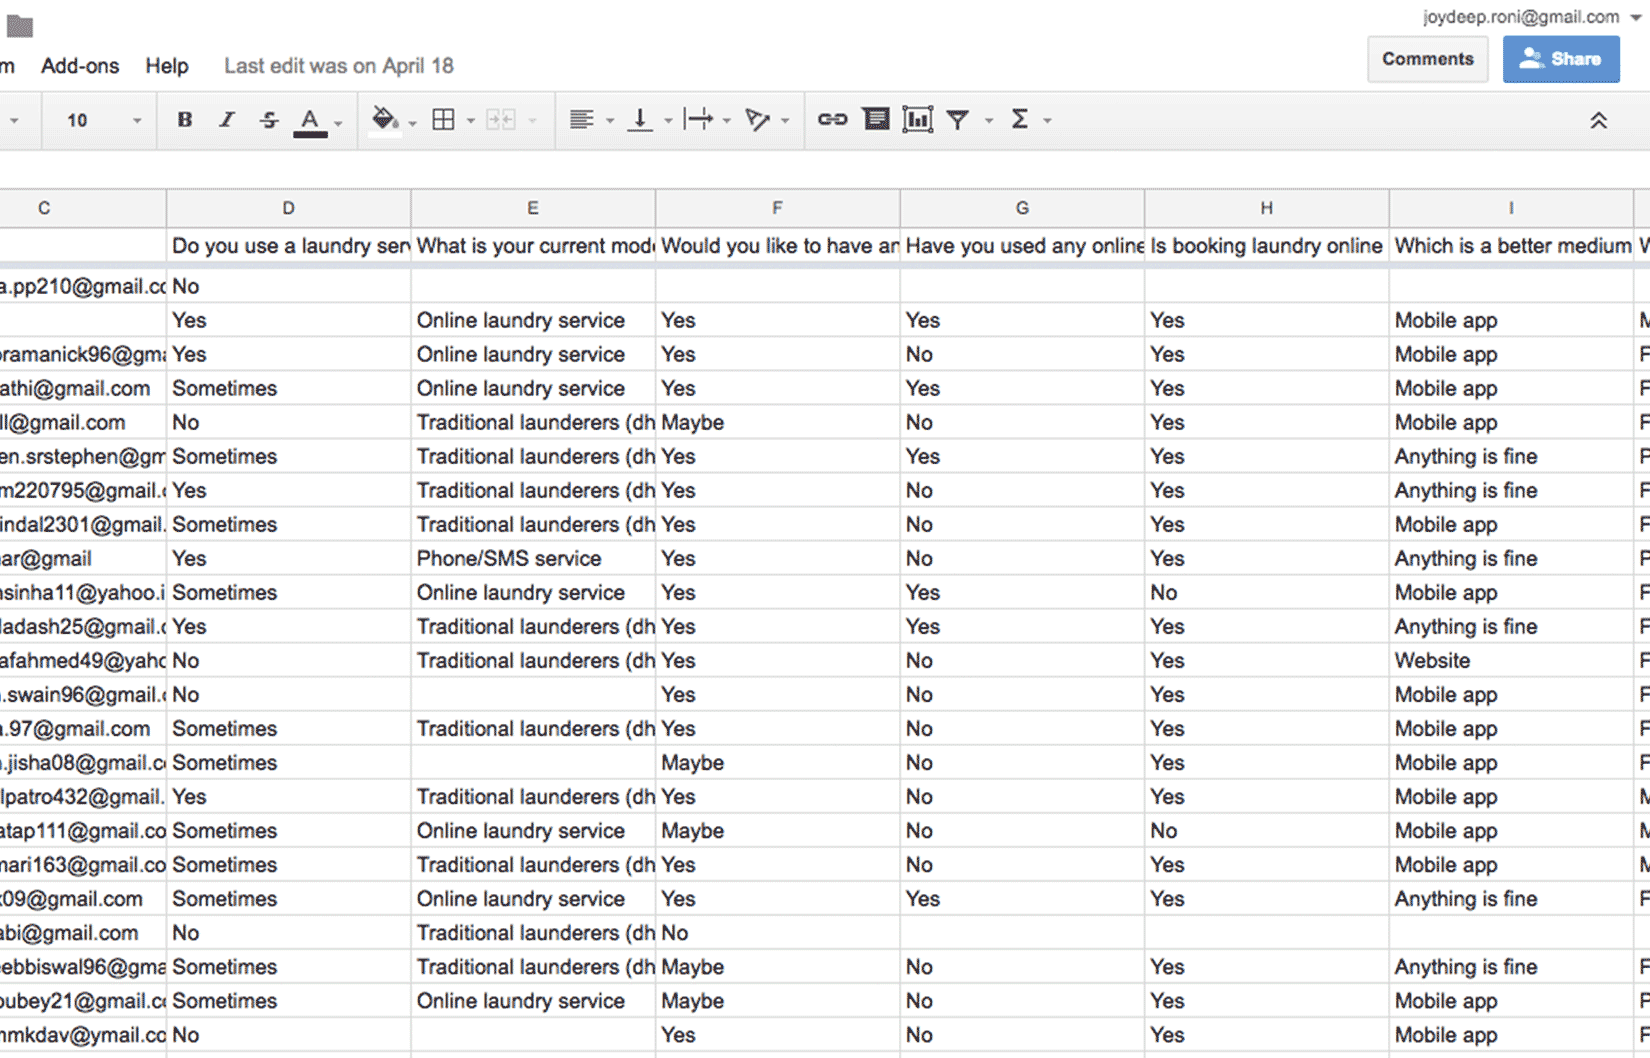 joydeep.roni@gmail.com
m Add-ons Help Last edit was on April 18 Comments Share
10 B I S A Σ
C D E F G H I
Do you use a laundry serv What is your current mod Would you like to have an Have you used any online Is booking laundry online Which is a better medium W
a.pp210@gmail.cc No
Yes Online laundry service Yes Yes Yes Mobile app M
pramanick96@gma Yes Online laundry service Yes No Yes Mobile app F
athi@gmail.com Sometimes Online laundry service Yes Yes Yes Mobile app F
ll@gmail.com No Traditional launderers (dh Maybe No Yes Mobile app F
en.srstephen@gm Sometimes Traditional launderers (dh Yes Yes Yes Anything is fine P
m220795@gmail. Yes Traditional launderers (dh Yes No Yes Anything is fine F
indal2301@gmail. Sometimes Traditional launderers (dh Yes No Yes Mobile app F
ar@gmail Yes Phone/SMS service Yes No Yes Anything is fine P
nsinha11@yahoo.i Sometimes Online laundry service Yes Yes No Mobile app F
ladash25@gmail. Yes Traditional launderers (dh Yes Yes Yes Anything is fine F
afahmed49@yaho No Traditional launderers (dh Yes No Yes Website F
.swain96@gmail. No Yes No Yes Mobile app F
.97@gmail.com Sometimes Traditional launderers (dh Yes No Yes Mobile app F
.jisha08@gmail.c Sometimes Maybe No Yes Mobile app F
lpatro432@gmail. Yes Traditional launderers (dh Yes No Yes Mobile app M
atap111@gmail.co Sometimes Online laundry service Maybe No No Mobile app M
mari163@gmail.co Sometimes Traditional launderers (dh Yes No Yes Mobile app M
x09@gmail.com Sometimes Online laundry service Yes Yes Yes Anything is fine F
abi@gmail.com No Traditional launderers (dh No
eebbiswal96@gma Sometimes Traditional launderers (dh Maybe No Yes Anything is fine F
oubey21@gmail.c Sometimes Online laundry service Maybe No Yes Mobile app P
mmkdav@ymail.co No Yes No Yes Mobile app F